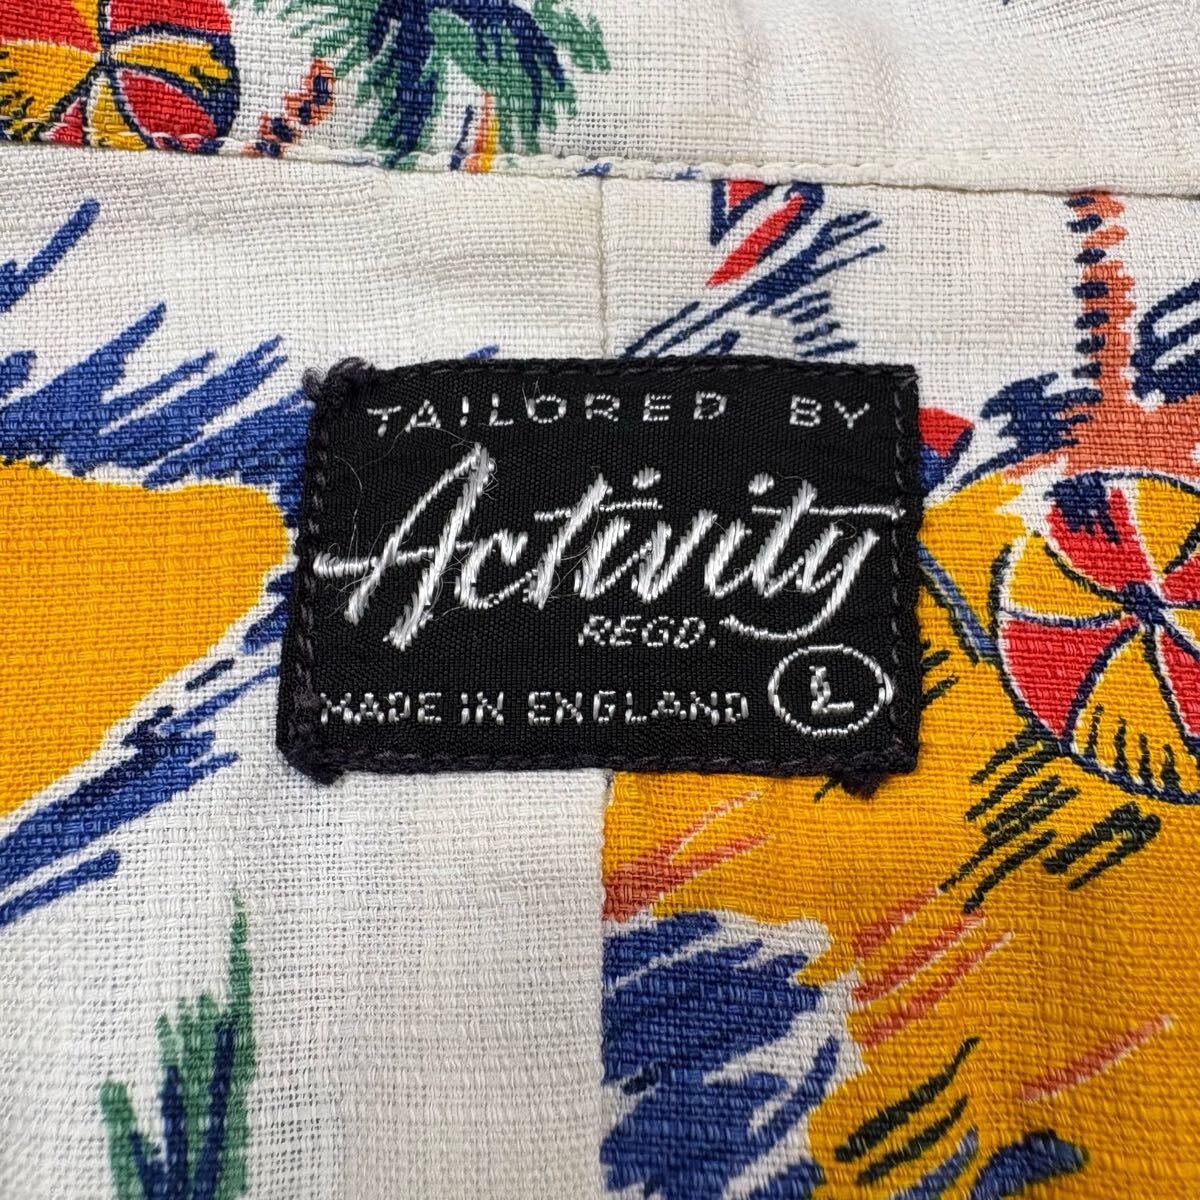 TAILORED BY
Activity
REGD.
MADE IN ENGLAND L